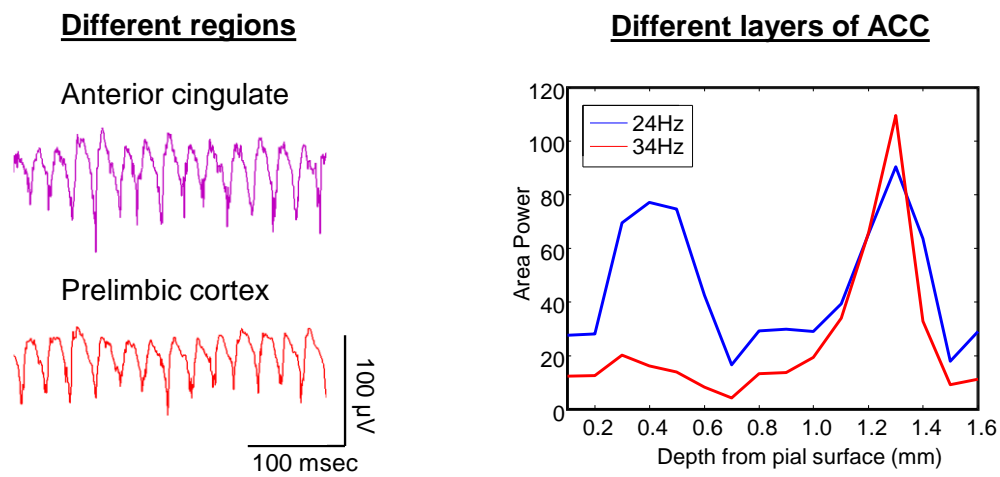 Different regions
Anterior cingulate
Prelimbic cortex
100 µV
100 msec
Different layers of ACC
120
100
80
60
40
20
0
Area Power
24Hz
34Hz
0.2 0.4 0.6 0.8 1.0 1.2 1.4 1.6
Depth from pial surface (mm)